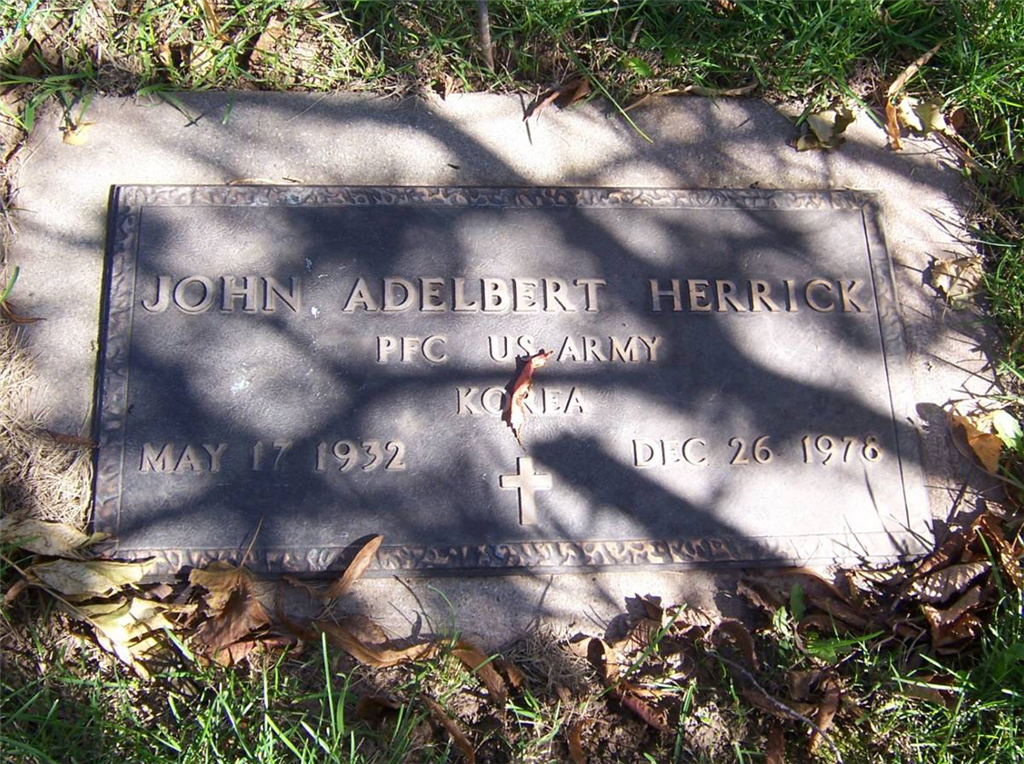 JOHN ADELBERT HERRICK
PFC US ARMY
KOREA
MAY 17 1932 DEC 26 1978